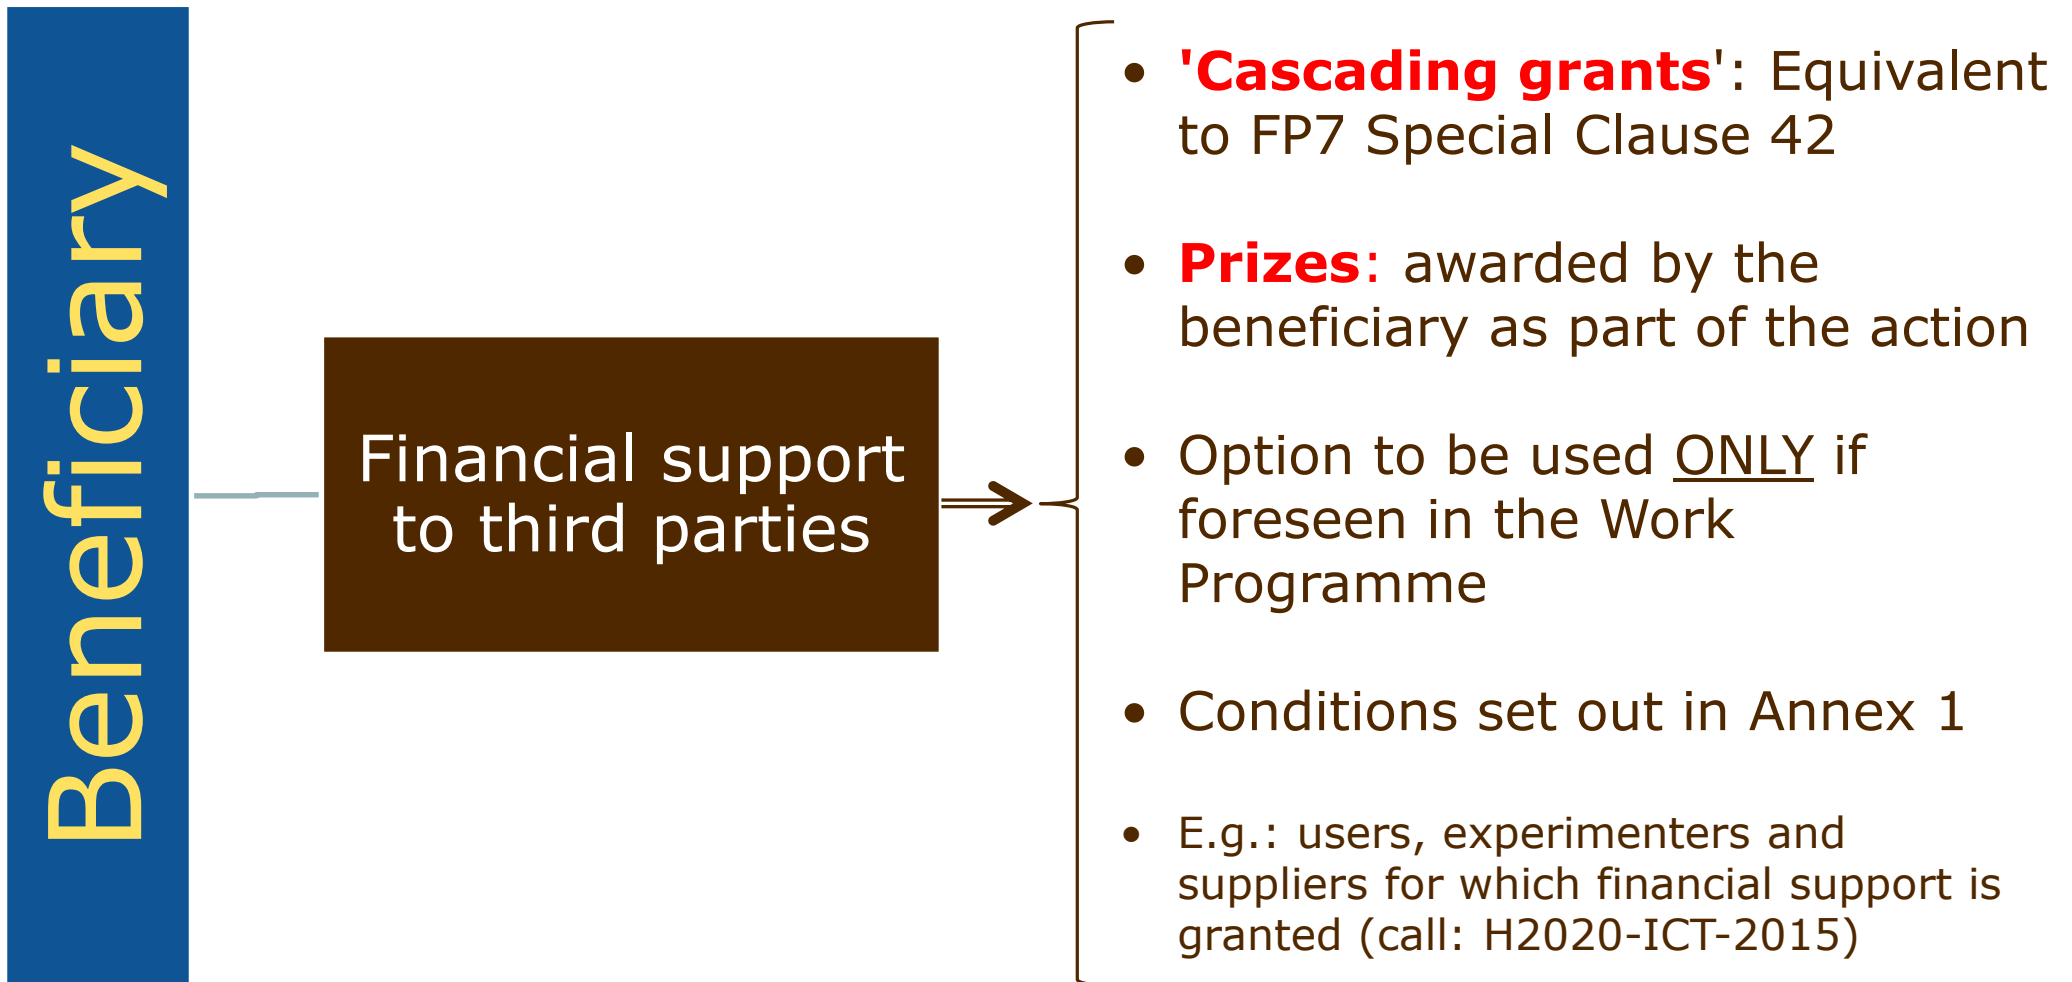 Beneficiary
Financial support
to third parties
• 'Cascading grants': Equivalent
to FP7 Special Clause 42
• Prizes: awarded by the
beneficiary as part of the action
• Option to be used ONLY if
foreseen in the Work
Programme
• Conditions set out in Annex 1
• E.g.: users, experimenters and
suppliers for which financial support is
granted (call: H2020-ICT-2015)